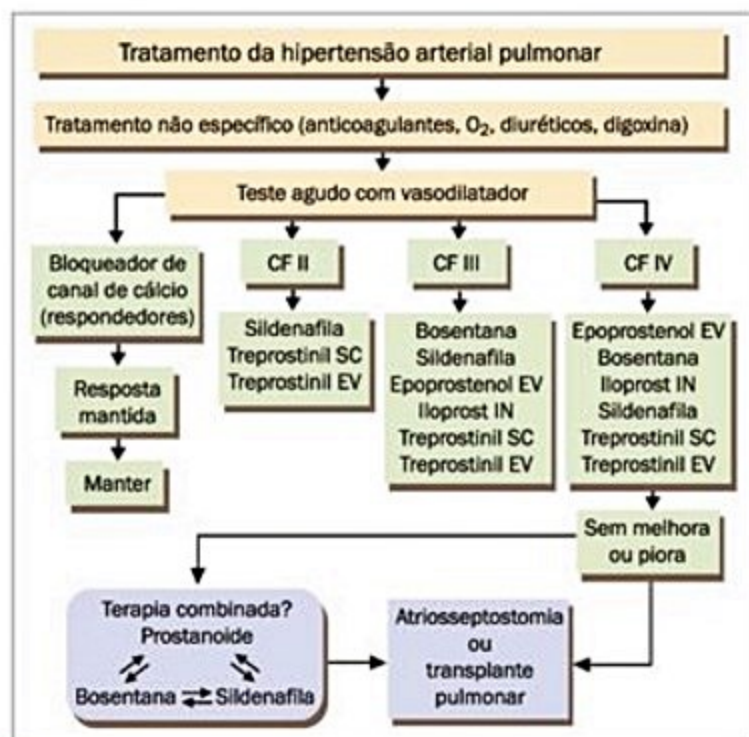 Tratamento da hipertensão arterial pulmonar
Tratamento não específico (anticoagulantes, O₂, diuréticos, digoxina)
Teste agudo com vasodilatador
Bloqueador de
canal de cálcio
(respondedores)
Resposta
mantida
Manter
CF II
Sildenafila
Treprostinil SC
Treprostinil EV
CF III
Bosentana
Sildenafila
Epoprostenol EV
Iloprost IN
Treprostinil SC
Treprostinil EV
CF IV
Epoprostenol EV
Bosentana
Iloprost IN
Sildenafila
Treprostinil SC
Treprostinil EV
Sem melhora
ou piora
Terapia combinada?
Prostanoide
Bosentana Sildenafila
Atriosseptostomia
ou
transplante
pulmonar